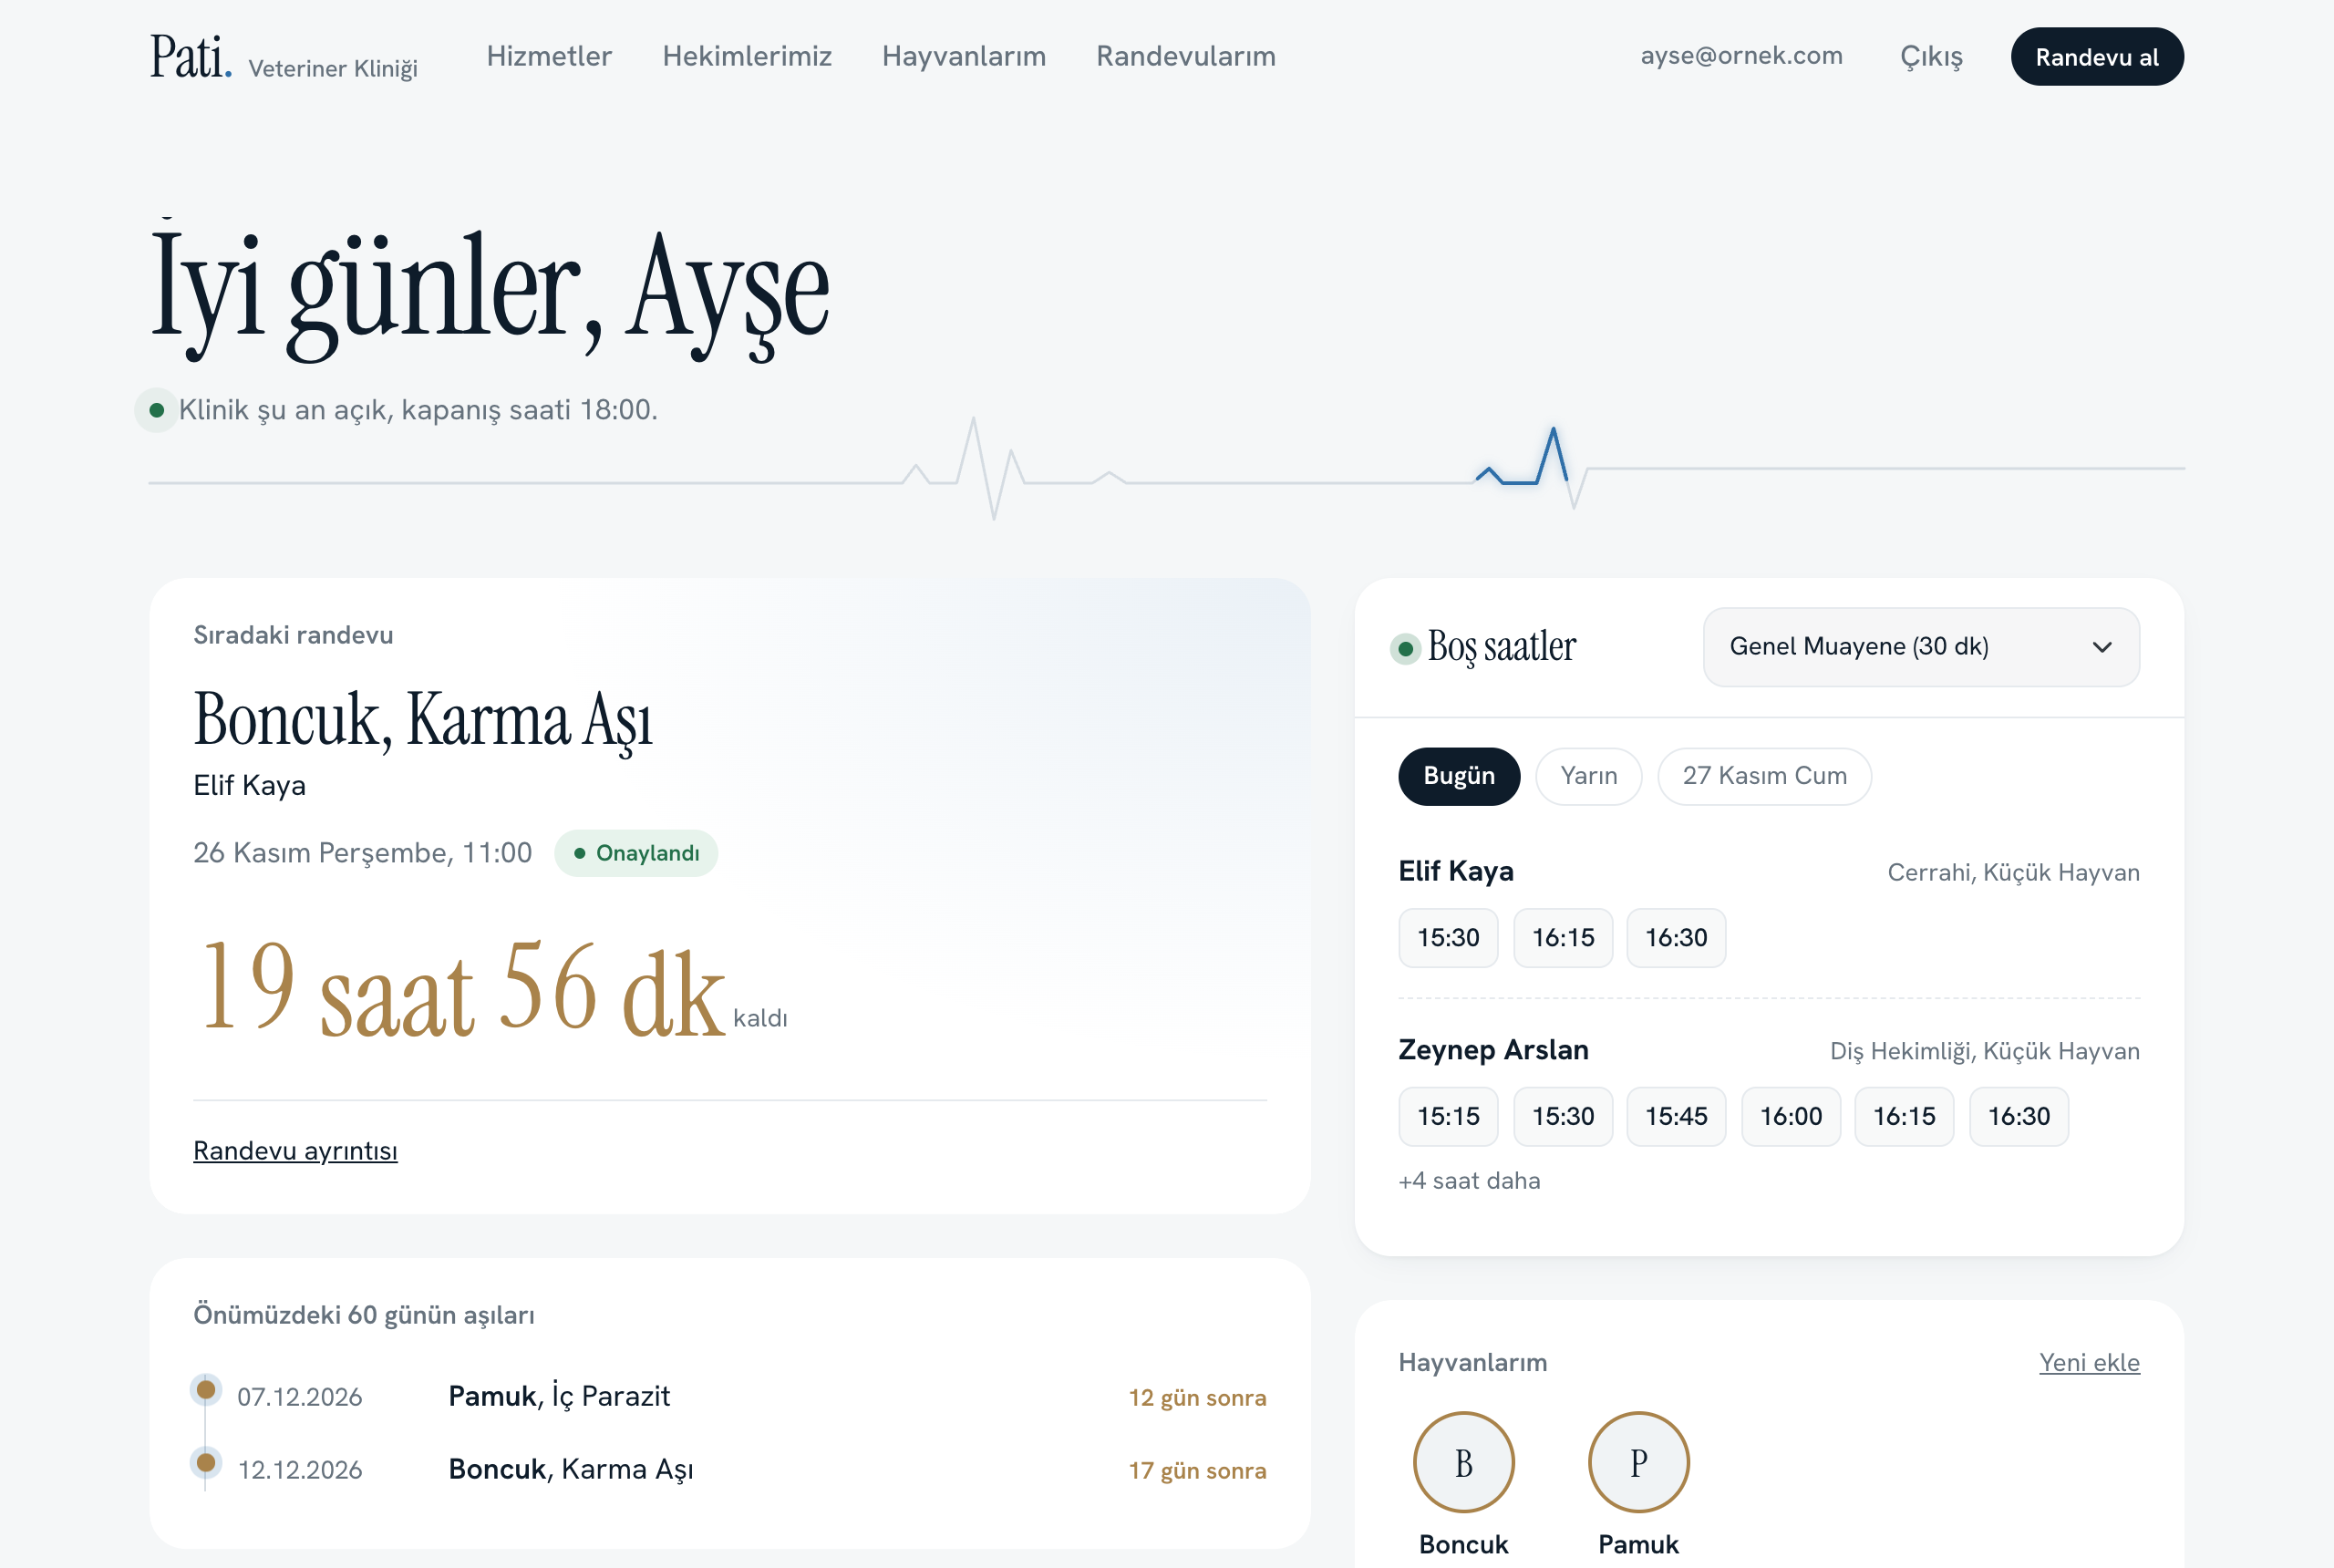 Pati. Veteriner Kliniği
Hizmetler
Hekimlerimiz
Hayvanlarım
Randevularım
ayse@ornek.com
Çıkış
Randevu al
İyi günler, Ayşe
Klinik şu an açık, kapanış saati 18:00.
Sıradaki randevu
Boncuk, Karma Aşı
Elif Kaya
26 Kasım Perşembe, 11:00
Onaylandı
19 saat 56 dk kaldı
Randevu ayrıntısı
Önümüzdeki 60 günün aşıları
07.12.2026 Pamuk, İç Parazit 12 gün sonra
12.12.2026 Boncuk, Karma Aşı 17 gün sonra
Boş saatler
Genel Muayene (30 dk)
Bugün
Yarın
27 Kasım Cum
Elif Kaya
Cerrahi, Küçük Hayvan
15:30 16:15 16:30
Zeynep Arslan
Diş Hekimliği, Küçük Hayvan
15:15 15:30 15:45 16:00 16:15 16:30
+4 saat daha
Hayvanlarım
Yeni ekle
B
Boncuk
P
Pamuk